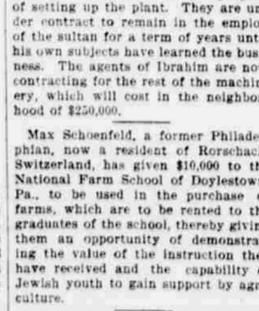 of setting up the plant. They are un-
der contract to remain in the emplo
of the sultan for a term of years unti
his own subjects have learned the busi
ness. The agents of Ibrahim are no
contracting for the rest of the machin
ery, which will cost in the neighbor
hood of $250,000.
Max Schoenfeld, a former Philade
phian, now a resident of Rorschac
Switzerland, has given $10,000 to th
National Farm School of Doylestow
Pa., to be used in the purchase
farms, which are to be rented to th
graduates of the school, thereby givin
them an opportunity of demonstra
ing the value of the instruction the
have received and the capability
Jewish youth to gain support by agri
culture.